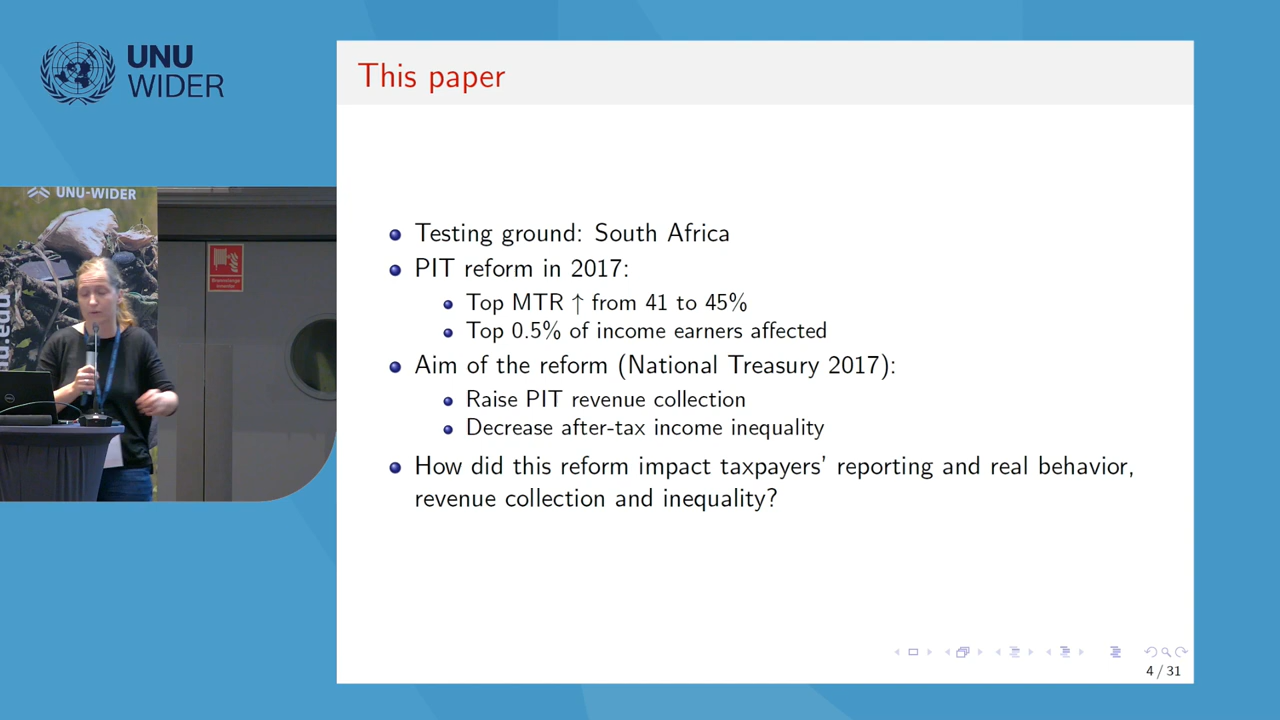 UNU
WIDER
This paper
UNU-WIDER
Testing ground: South Africa
PIT reform in 2017:
Top MTR ↑ from 41 to 45%
Top 0.5% of income earners affected
Aim of the reform (National Treasury 2017):
Raise PIT revenue collection
Decrease after-tax income inequality
How did this reform impact taxpayers' reporting and real behavior,
revenue collection and inequality?
4 / 31